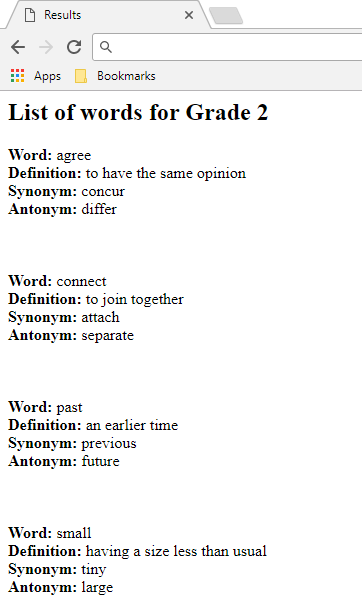 Results
Apps Bookmarks
List of words for Grade 2
Word: agree
Definition: to have the same opinion
Synonym: concur
Antonym: differ
Word: connect
Definition: to join together
Synonym: attach
Antonym: separate
Word: past
Definition: an earlier time
Synonym: previous
Antonym: future
Word: small
Definition: having a size less than usual
Synonym: tiny
Antonym: large